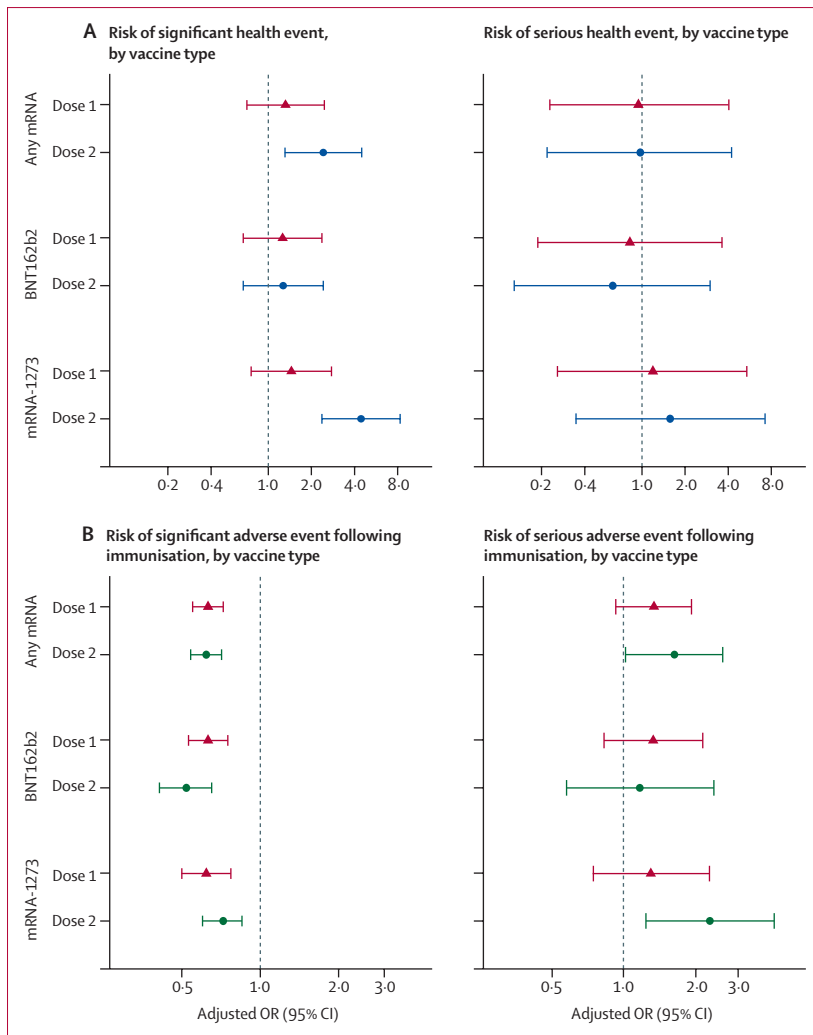 A Risk of significant health event,
by vaccine type
Risk of serious health event, by vaccine type
Any mRNA
Dose 1
Dose 2
BNT162b2
Dose 1
Dose 2
mRNA-1273
Dose 1
Dose 2
0·2 0·4 1·0 2·0 4·0 8·0
0·2 0·4 1·0 2·0 4·0 8·0
B Risk of significant adverse event following
immunisation, by vaccine type
Risk of serious adverse event following
immunisation, by vaccine type
Any mRNA
Dose 1
Dose 2
BNT162b2
Dose 1
Dose 2
mRNA-1273
Dose 1
Dose 2
0·5 1·0 2·0 3·0
Adjusted OR (95% CI)
0·5 1·0 2·0 3·0
Adjusted OR (95% CI)